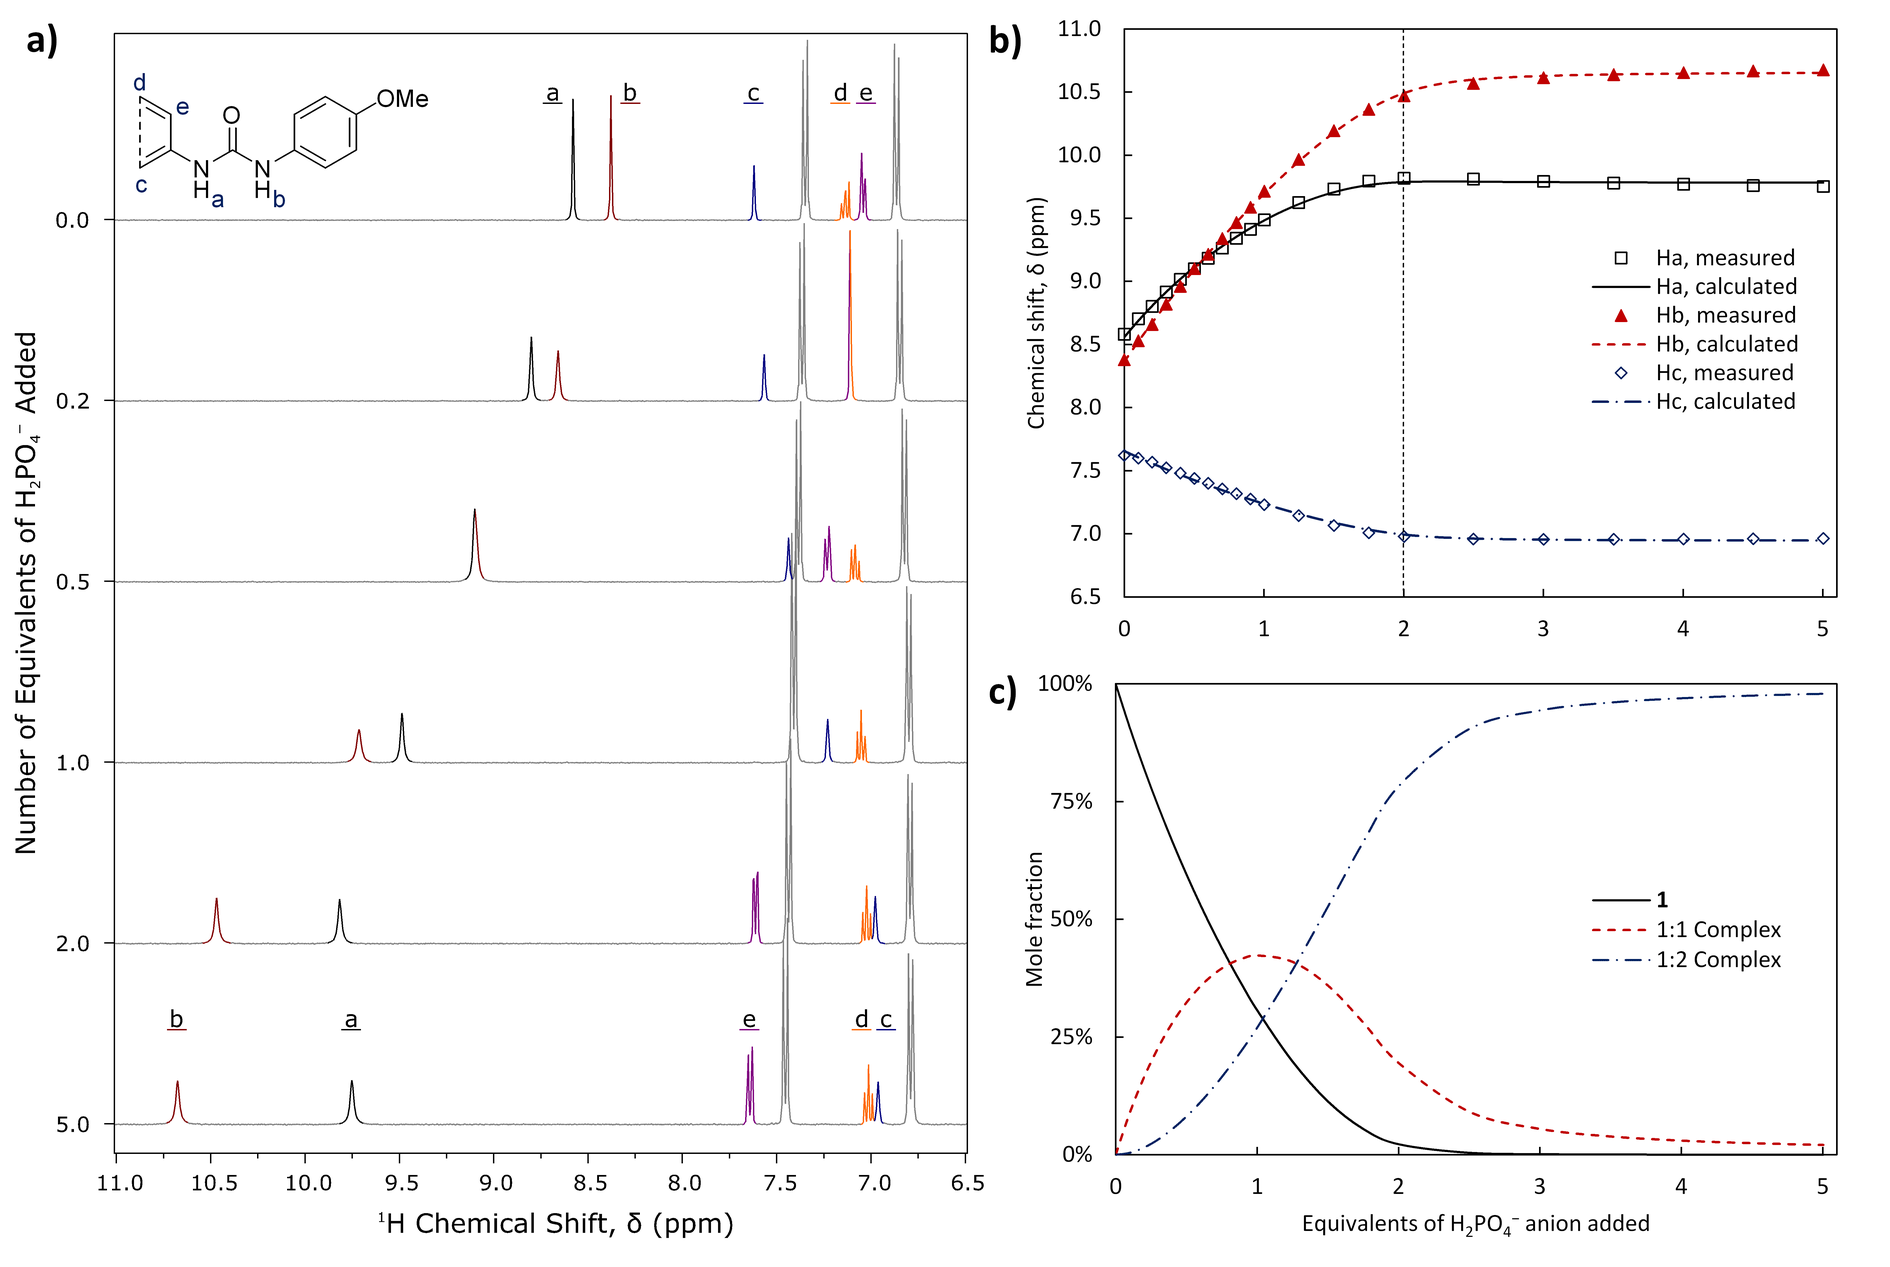 a)
d
e
O
OMe
N
H
a
N
H
b
c
a
b
c
d
e
0.0
0.2
0.5
1.0
2.0
5.0
b
a
e
d
c
Number of Equivalents of H₂PO₄⁻ Added
11.0
10.5
10.0
9.5
9.0
8.5
8.0
7.5
7.0
6.5
¹H Chemical Shift, δ (ppm)
b)
11.0
10.5
10.0
9.5
9.0
8.5
8.0
7.5
7.0
6.5
Chemical shift, δ (ppm)
Ha, measured
Ha, calculated
Hb, measured
Hb, calculated
Hc, measured
Hc, calculated
0
1
2
3
4
5
c)
100%
75%
50%
25%
0%
Mole fraction
1
1:1 Complex
1:2 Complex
0
1
2
3
4
5
Equivalents of H₂PO₄⁻ anion added